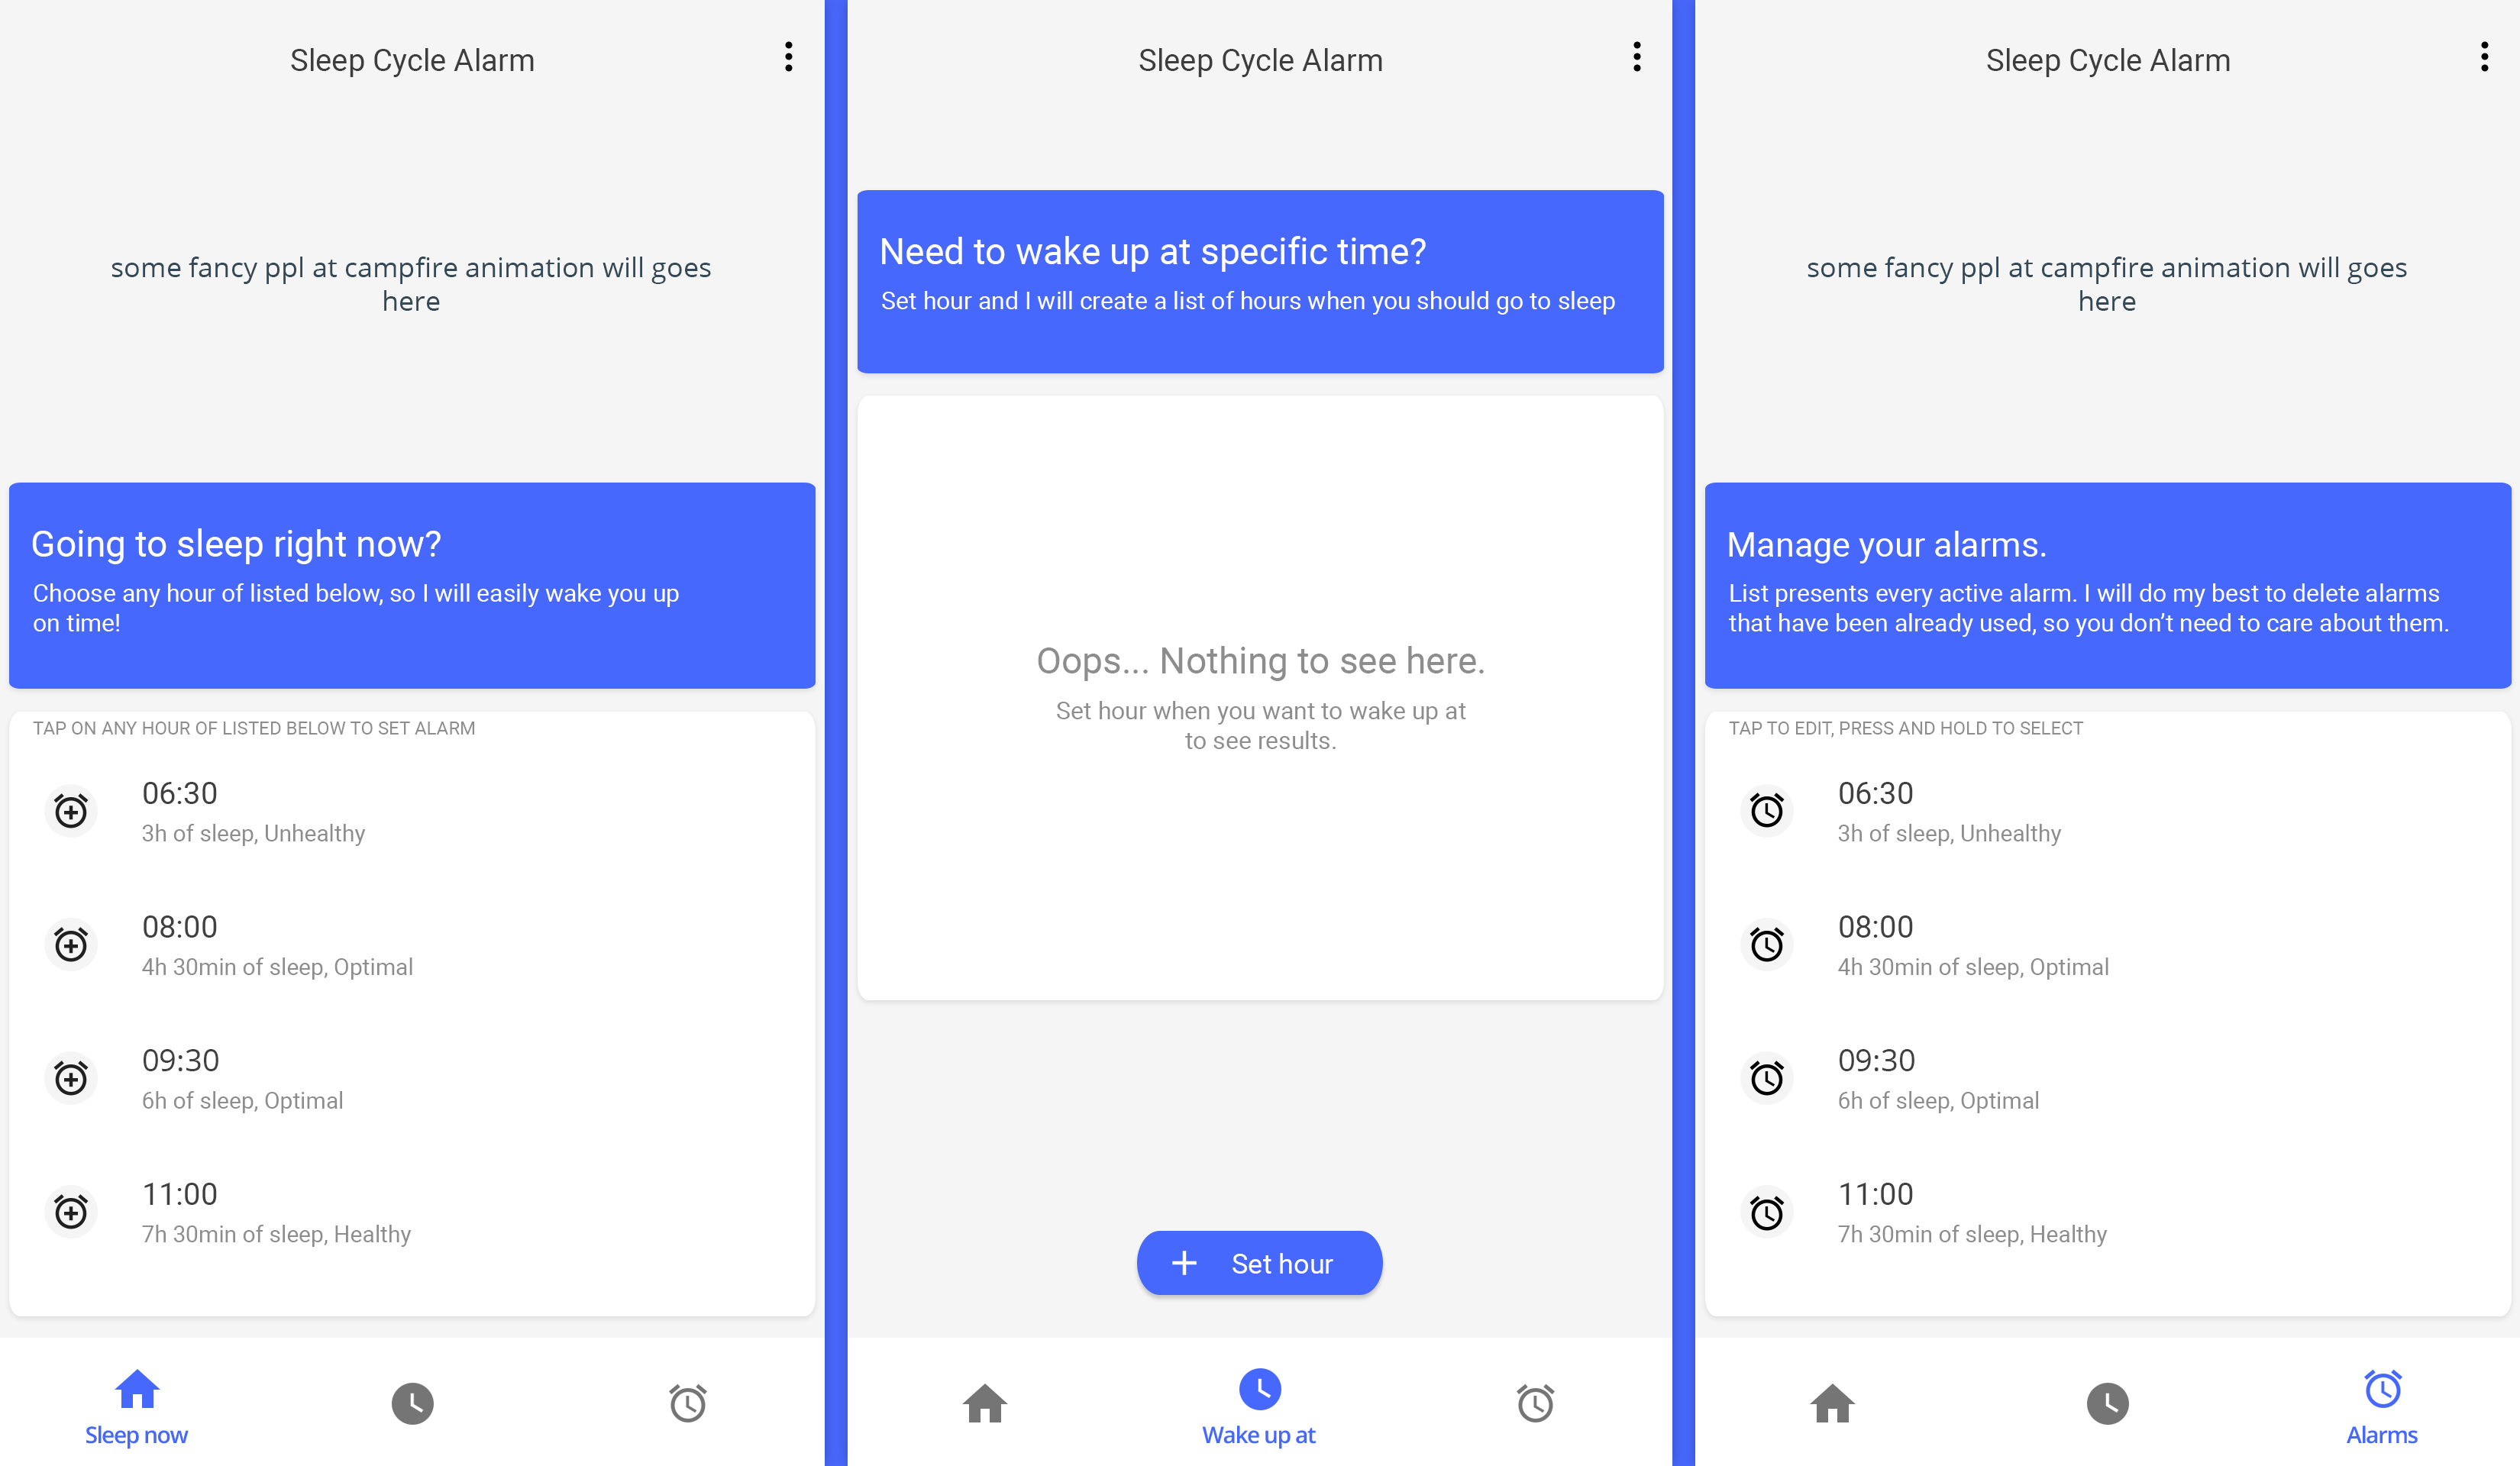 Sleep Cycle Alarm
some fancy ppl at campfire animation will goes
here
Going to sleep right now?
Choose any hour of listed below, so I will easily wake you up
on time!
TAP ON ANY HOUR OF LISTED BELOW TO SET ALARM
06:30
3h of sleep, Unhealthy
08:00
4h 30min of sleep, Optimal
09:30
6h of sleep, Optimal
11:00
7h 30min of sleep, Healthy
Sleep now
Sleep Cycle Alarm
Need to wake up at specific time?
Set hour and I will create a list of hours when you should go to sleep
Oops... Nothing to see here.
Set hour when you want to wake up at
to see results.
Set hour
Wake up at
Sleep Cycle Alarm
some fancy ppl at campfire animation will goes
here
Manage your alarms.
List presents every active alarm. I will do my best to delete alarms
that have been already used, so you don’t need to care about them.
TAP TO EDIT, PRESS AND HOLD TO SELECT
06:30
3h of sleep, Unhealthy
08:00
4h 30min of sleep, Optimal
09:30
6h of sleep, Optimal
11:00
7h 30min of sleep, Healthy
Alarms